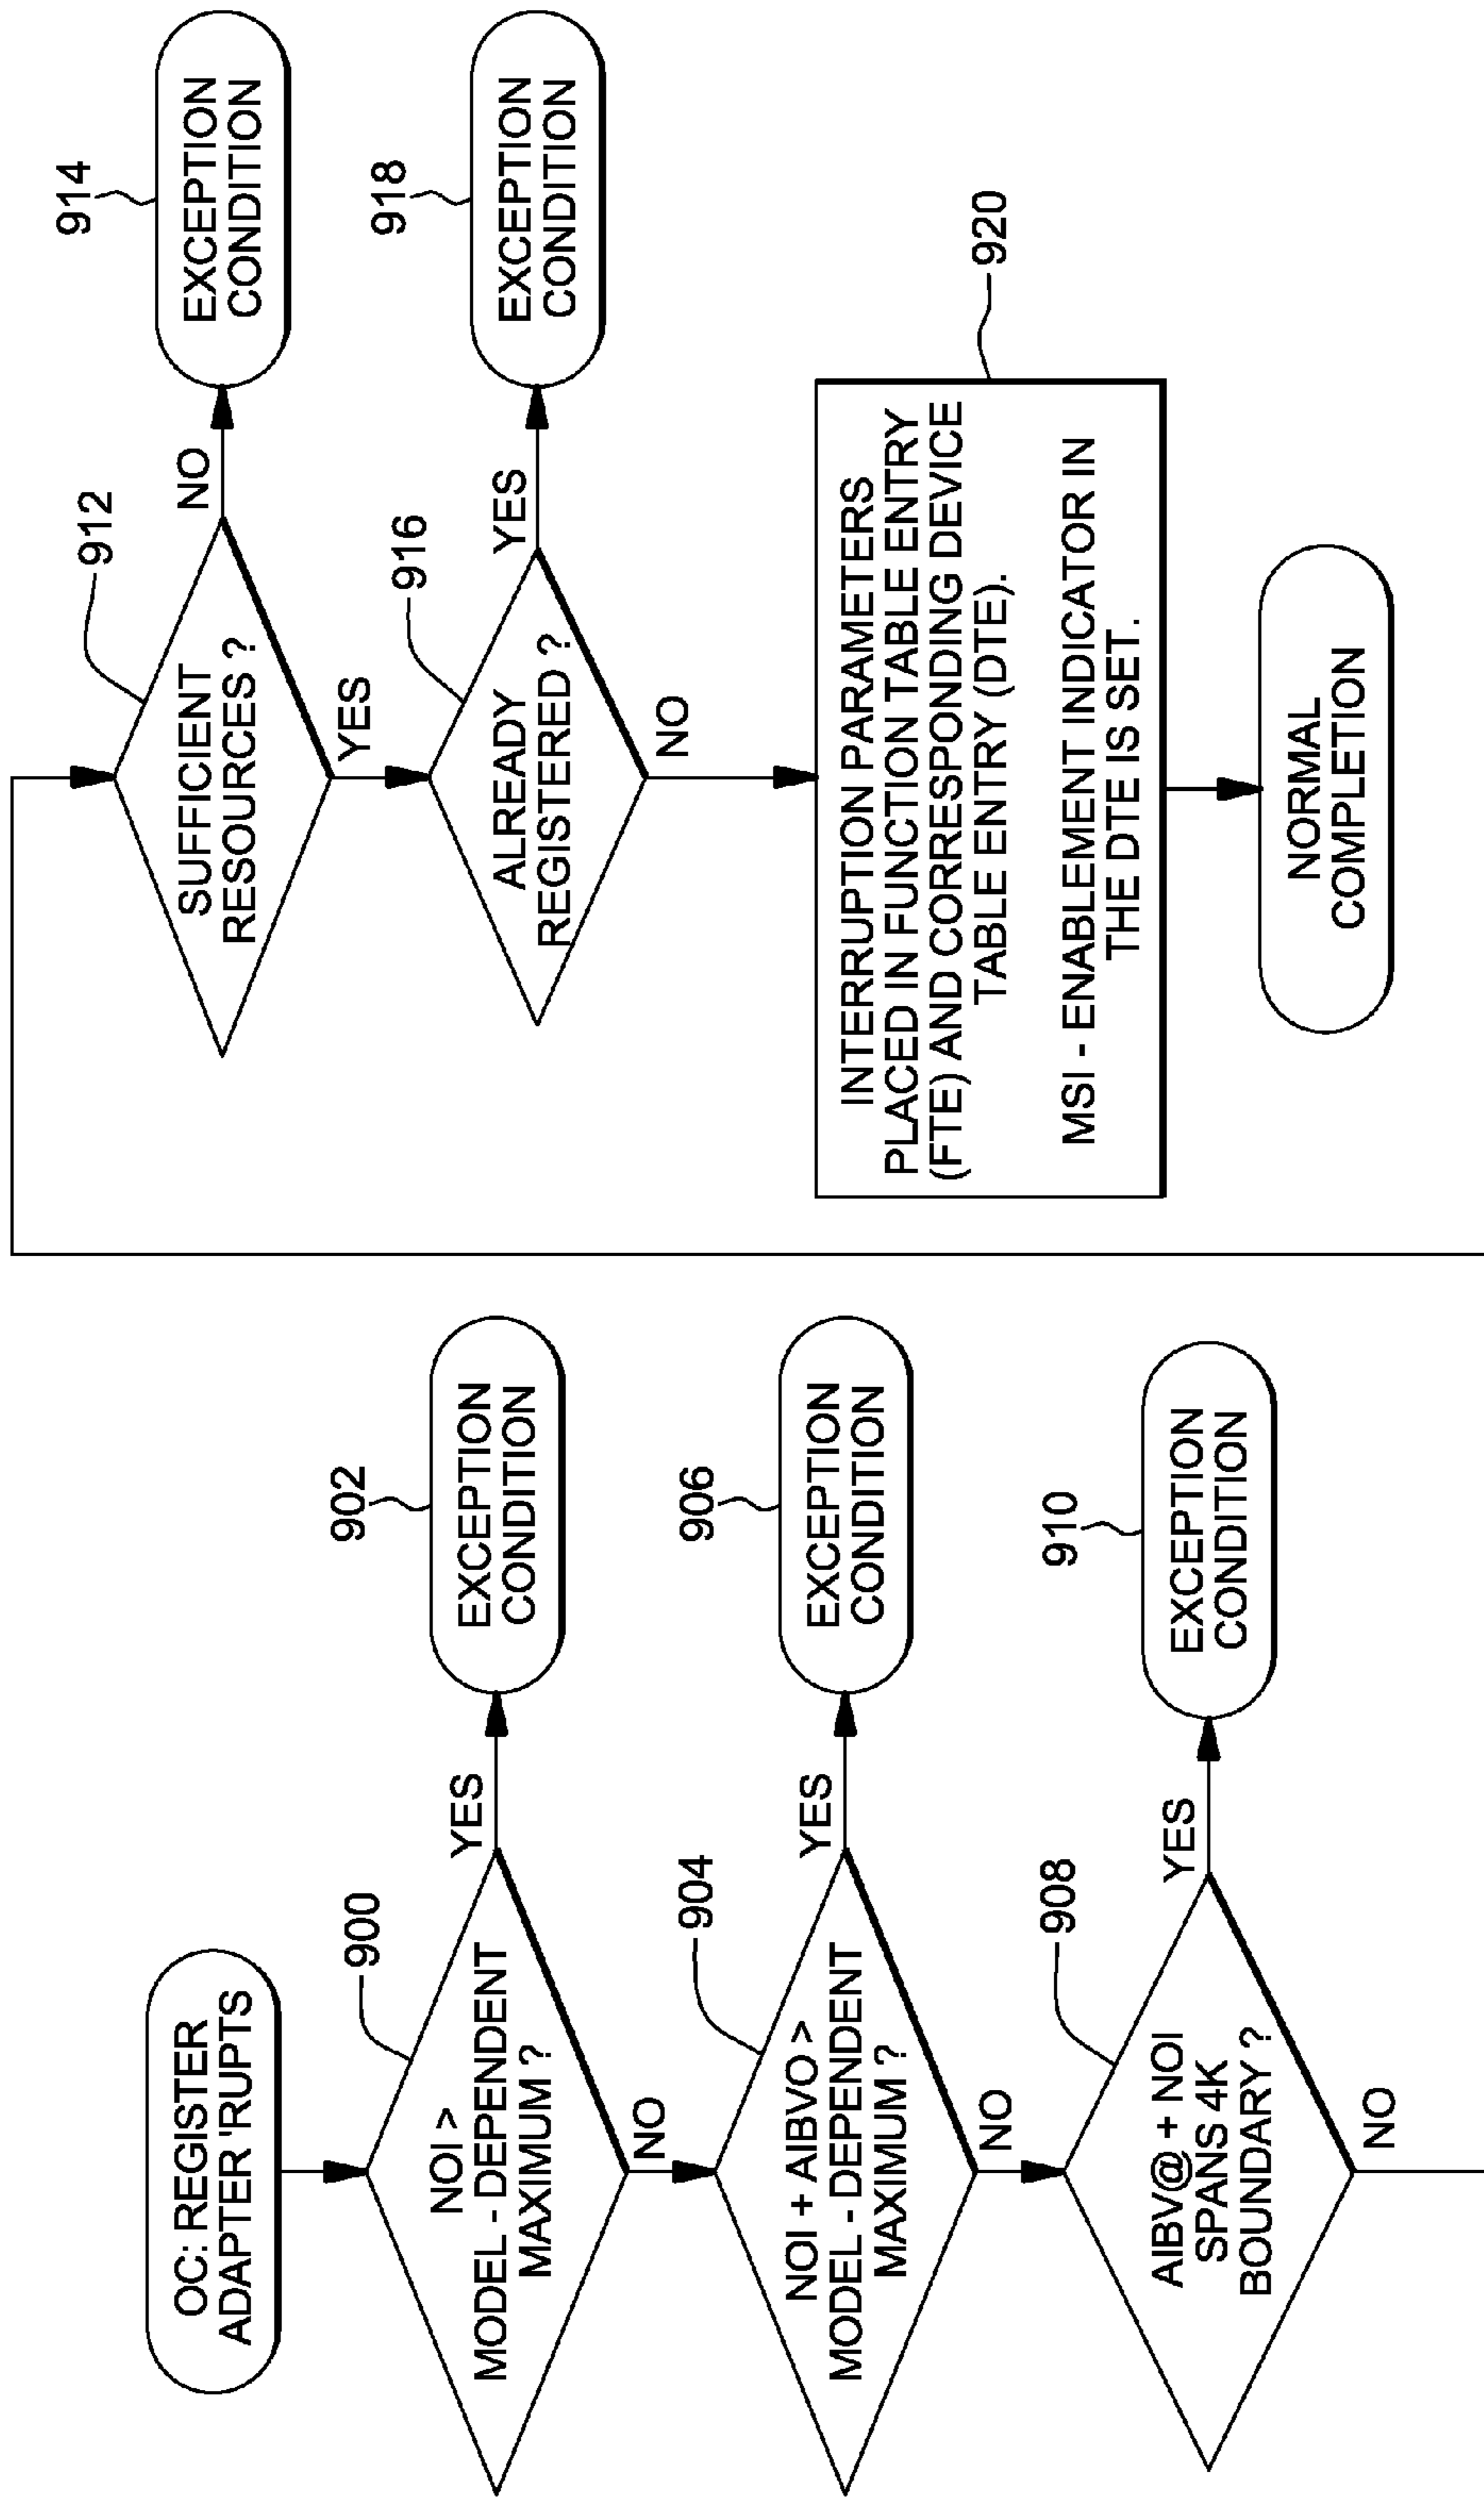 OC: REGISTER
ADAPTER 'RUPTS
900
NOI >
MODEL - DEPENDENT
MAXIMUM ?
YES
902
EXCEPTION
CONDITION
NO
904
NOI + AIBVO >
MODEL - DEPENDENT
MAXIMUM ?
YES
906
EXCEPTION
CONDITION
NO
908
AIBV@ + NOI
SPANS 4K
BOUNDARY ?
YES
910
EXCEPTION
CONDITION
NO
912
SUFFICIENT
RESOURCES ?
NO
914
EXCEPTION
CONDITION
YES
916
ALREADY
REGISTERED ?
YES
918
EXCEPTION
CONDITION
NO
INTERRUPTION PARAMETERS
PLACED IN FUNCTION TABLE ENTRY
(FTE) AND CORRESPONDING DEVICE
TABLE ENTRY (DTE).
MSI - ENABLEMENT INDICATOR IN
THE DTE IS SET.
920
NORMAL
COMPLETION